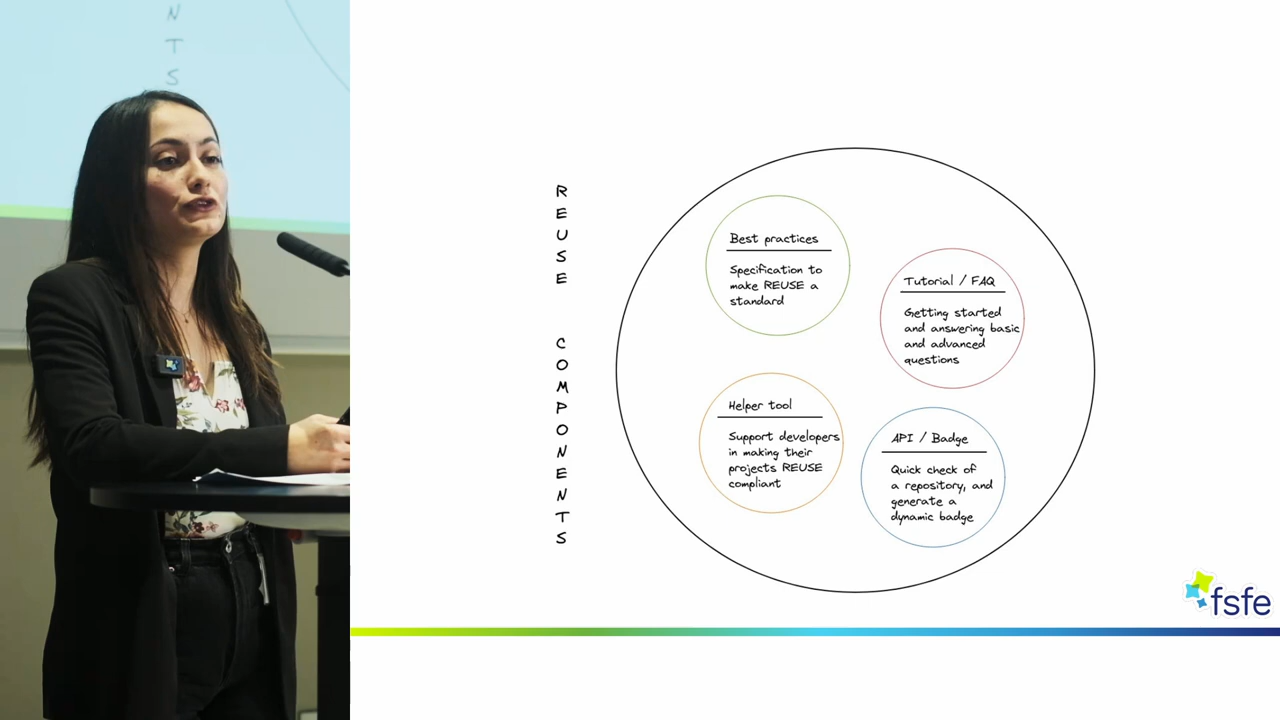 N
T
S
R
E
U
S
E
C
O
M
P
O
N
E
N
T
S
Best practices
Specification to
make REUSE a
standard
Tutorial / FAQ
Getting started
and answering basic
and advanced
questions
Helper tool
Support developers
in making their
projects REUSE
compliant
API / Badge
Quick check of
a repository, and
generate a
dynamic badge
fsfe